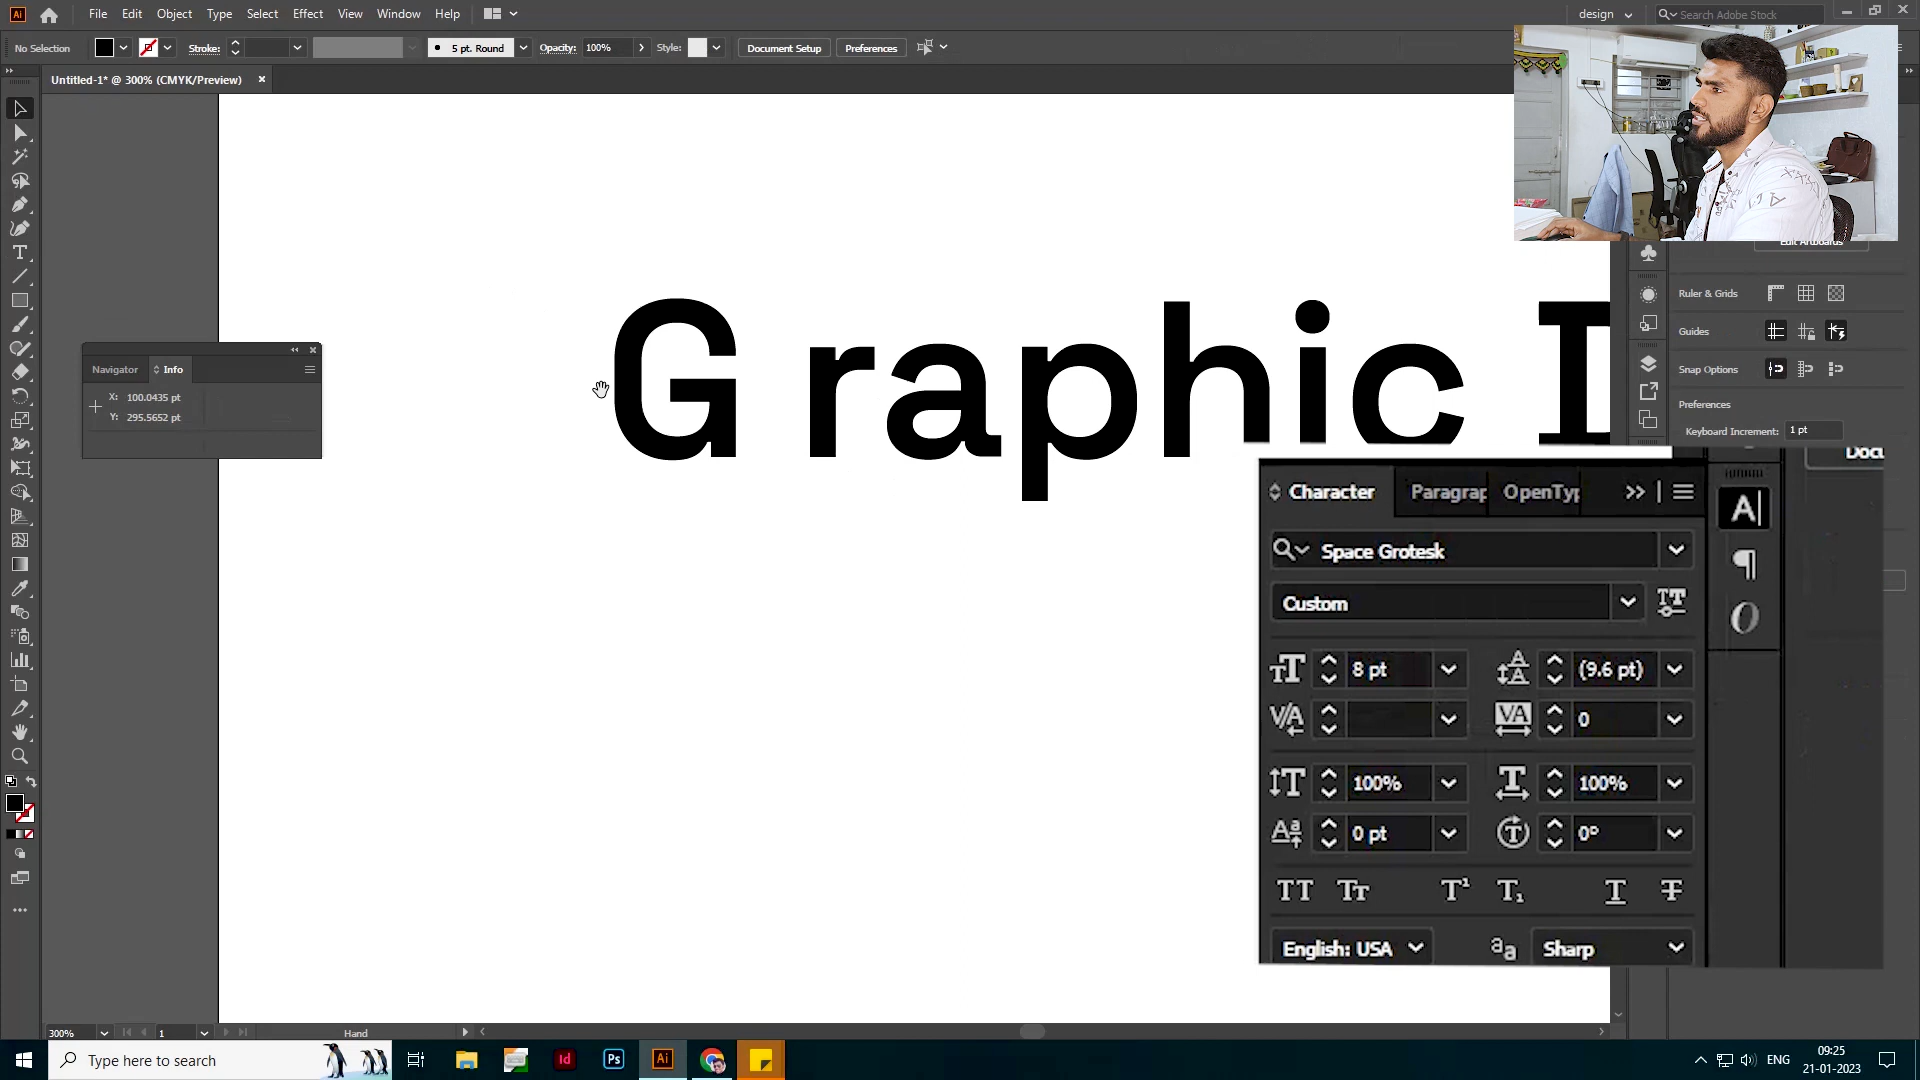 Ai File Edit Object Type Select Effect View Window Help design Search Adobe Stock
No Selection Stroke: 5 pt. Round Opacity: 100% Style: Document Setup Preferences
Untitled-1* @ 300% (CMYK/Preview)
Ruler & Grids
Guides
Snap Options
Preferences
Keyboard Increment: 1 pt
Navigator Info
X: 100.0435 pt
Y: 295.5652 pt
G raphic
Character OpenTyp
Space Grotesk
Custom
8 pt (9.6 pt)
0
100% 100%
0 pt 0°
English: USA Sharp
300% 1 Hand
Type here to search Id Ps Ai ENG 09:25
21-01-2023